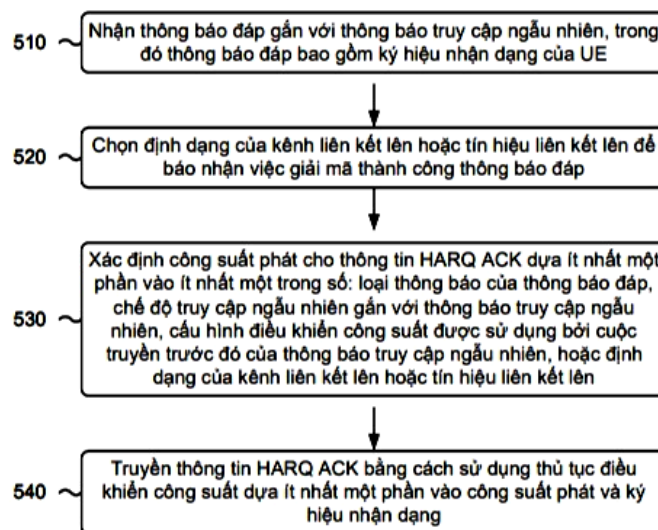 510
Nhận thông báo đáp gắn với thông báo truy cập ngẫu nhiên, trong
đó thông báo đáp bao gồm ký hiệu nhận dạng của UE
520
Chọn định dạng của kênh liên kết lên hoặc tín hiệu liên kết lên để
báo nhận việc giải mã thành công thông báo đáp
530
Xác định công suất phát cho thông tin HARQ ACK dựa ít nhất một
phần vào ít nhất một trong số: loại thông báo của thông báo đáp,
chế độ truy cập ngẫu nhiên gắn với thông báo truy cập ngẫu
nhiên, cấu hình điều khiển công suất được sử dụng bởi cuộc
truyền trước đó của thông báo truy cập ngẫu nhiên, hoặc định
dạng của kênh liên kết lên hoặc tín hiệu liên kết lên
540
Truyền thông tin HARQ ACK bằng cách sử dụng thủ tục điều
khiển công suất dựa ít nhất một phần vào công suất phát và ký
hiệu nhận dạng